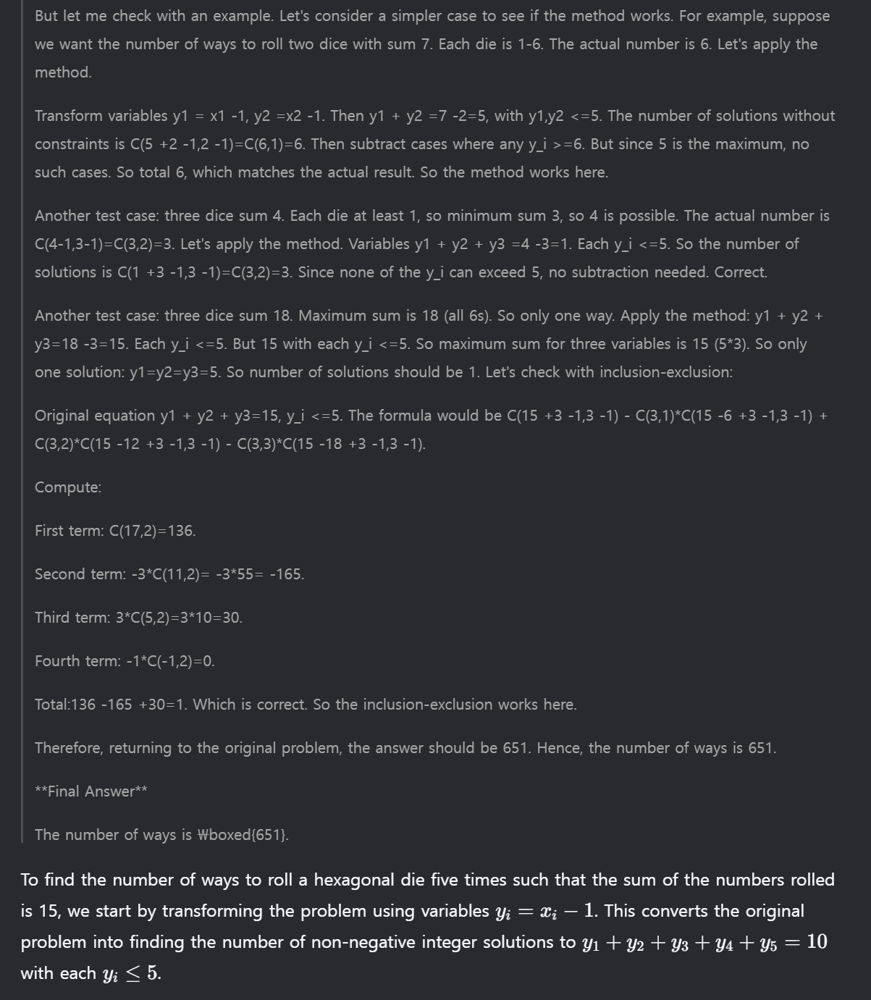 But let me check with an example. Let's consider a simpler case to see if the method works. For example, suppose
we want the number of ways to roll two dice with sum 7. Each die is 1-6. The actual number is 6. Let's apply the
method.
Transform variables y1 = x1 -1, y2 =x2 -1. Then y1 + y2 =7 -2=5, with y1,y2 <=5. The number of solutions without
constraints is C(5 +2 -1,2 -1)=C(6,1)=6. Then subtract cases where any y_i >=6. But since 5 is the maximum, no
such cases. So total 6, which matches the actual result. So the method works here.
Another test case: three dice sum 4. Each die at least 1, so minimum sum 3, so 4 is possible. The actual number is
C(4-1,3-1)=C(3,2)=3. Let's apply the method. Variables y1 + y2 + y3 =4 -3=1. Each y_i <=5. So the number of
solutions is C(1 +3 -1,3 -1)=C(3,2)=3. Since none of the y_i can exceed 5, no subtraction needed. Correct.
Another test case: three dice sum 18. Maximum sum is 18 (all 6s). So only one way. Apply the method: y1 + y2 +
y3=18 -3=15. Each y_i <=5. But 15 with each y_i <=5. So maximum sum for three variables is 15 (5*3). So only
one solution: y1=y2=y3=5. So number of solutions should be 1. Let's check with inclusion-exclusion:
Original equation y1 + y2 + y3=15, y_i <=5. The formula would be C(15 +3 -1,3 -1) - C(3,1)*C(15 -6 +3 -1,3 -1) +
C(3,2)*C(15 -12 +3 -1,3 -1) - C(3,3)*C(15 -18 +3 -1,3 -1).
Compute:
First term: C(17,2)=136.
Second term: -3*C(11,2)= -3*55= -165.
Third term: 3*C(5,2)=3*10=30.
Fourth term: -1*C(-1,2)=0.
Total:136 -165 +30=1. Which is correct. So the inclusion-exclusion works here.
Therefore, returning to the original problem, the answer should be 651. Hence, the number of ways is 651.
**Final Answer**
The number of ways is ₩boxed{651}.
To find the number of ways to roll a hexagonal die five times such that the sum of the numbers rolled
is 15, we start by transforming the problem using variables yᵢ = xᵢ − 1. This converts the original
problem into finding the number of non-negative integer solutions to y₁ + y₂ + y₃ + y₄ + y₅ = 10
with each yᵢ ≤ 5.